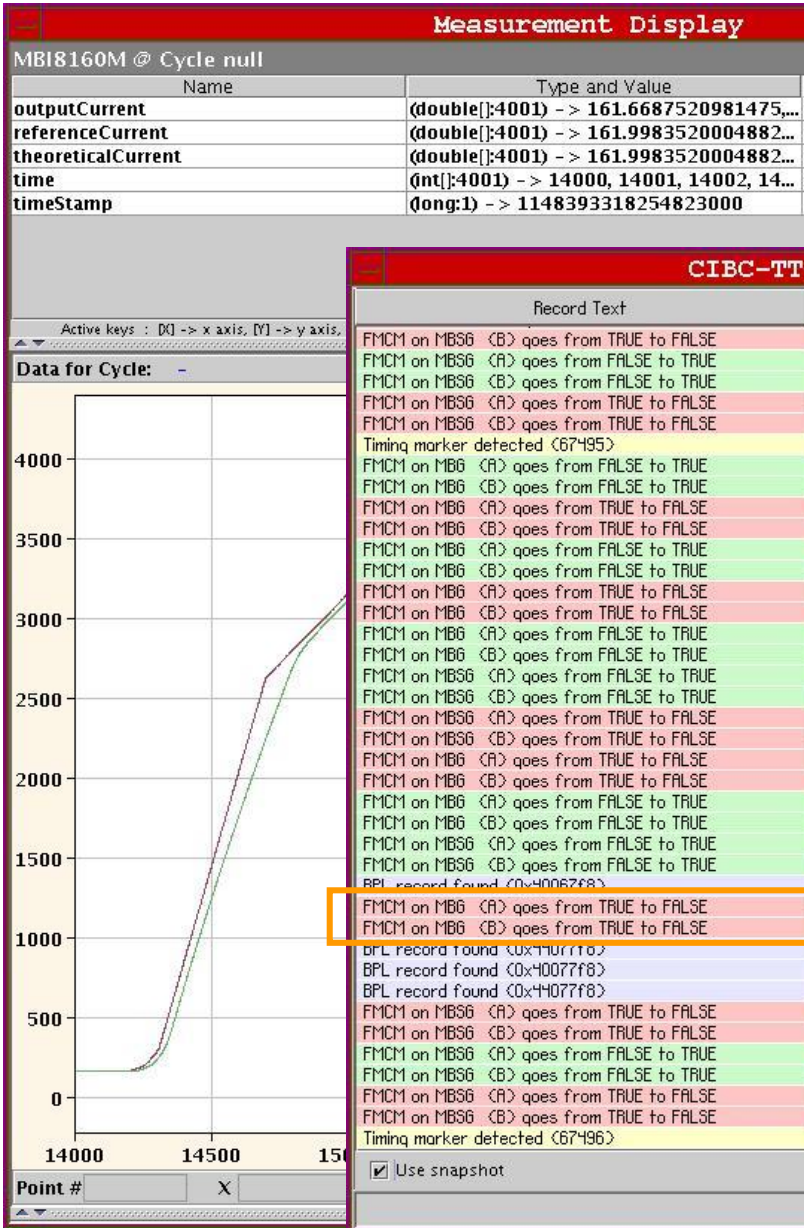 Measurement Display
MBI8160M @ Cycle null
Name Type and Value
outputCurrent (double[]:4001) -> 161.6687520981475,...
referenceCurrent (double[]:4001) -> 161.9983520004882...
theoreticalCurrent (double[]:4001) -> 161.9983520004882...
time (int[]:4001) -> 14000, 14001, 14002, 14...
timeStamp (long:1) -> 1148393318254823000
Active keys : [X] -> x axis, [Y] -> y axis,
Data for Cycle: -
4000
3500
3000
2500
2000
1500
1000
500
0
14000 14500 150
Point # X
CIBC-TT
Record Text
FMCM on MBS6 (B) goes from TRUE to FALSE
FMCM on MBS6 (A) goes from FALSE to TRUE
FMCM on MBS6 (B) goes from FALSE to TRUE
FMCM on MBS6 (A) goes from TRUE to FALSE
FMCM on MBS6 (B) goes from TRUE to FALSE
Timing marker detected (67495)
FMCM on MB6 (A) goes from FALSE to TRUE
FMCM on MB6 (B) goes from FALSE to TRUE
FMCM on MB6 (A) goes from TRUE to FALSE
FMCM on MB6 (B) goes from TRUE to FALSE
FMCM on MB6 (A) goes from FALSE to TRUE
FMCM on MB6 (B) goes from FALSE to TRUE
FMCM on MB6 (A) goes from TRUE to FALSE
FMCM on MB6 (B) goes from TRUE to FALSE
FMCM on MB6 (A) goes from FALSE to TRUE
FMCM on MB6 (B) goes from FALSE to TRUE
FMCM on MBS6 (A) goes from FALSE to TRUE
FMCM on MBS6 (B) goes from FALSE to TRUE
FMCM on MBS6 (A) goes from TRUE to FALSE
FMCM on MBS6 (B) goes from TRUE to FALSE
FMCM on MB6 (A) goes from TRUE to FALSE
FMCM on MB6 (B) goes from TRUE to FALSE
FMCM on MB6 (A) goes from FALSE to TRUE
FMCM on MB6 (B) goes from FALSE to TRUE
FMCM on MBS6 (A) goes from FALSE to TRUE
FMCM on MBS6 (B) goes from FALSE to TRUE
BPL record found (0x40067f8)
FMCM on MB6 (A) goes from TRUE to FALSE
FMCM on MB6 (B) goes from TRUE to FALSE
BPL record found (0x44077f8)
BPL record found (0x40077f8)
BPL record found (0x44077f8)
FMCM on MBS6 (A) goes from TRUE to FALSE
FMCM on MBS6 (B) goes from TRUE to FALSE
FMCM on MBS6 (A) goes from FALSE to TRUE
FMCM on MBS6 (B) goes from FALSE to TRUE
FMCM on MBS6 (A) goes from TRUE to FALSE
FMCM on MBS6 (B) goes from TRUE to FALSE
Timing marker detected (67496)
Use snapshot